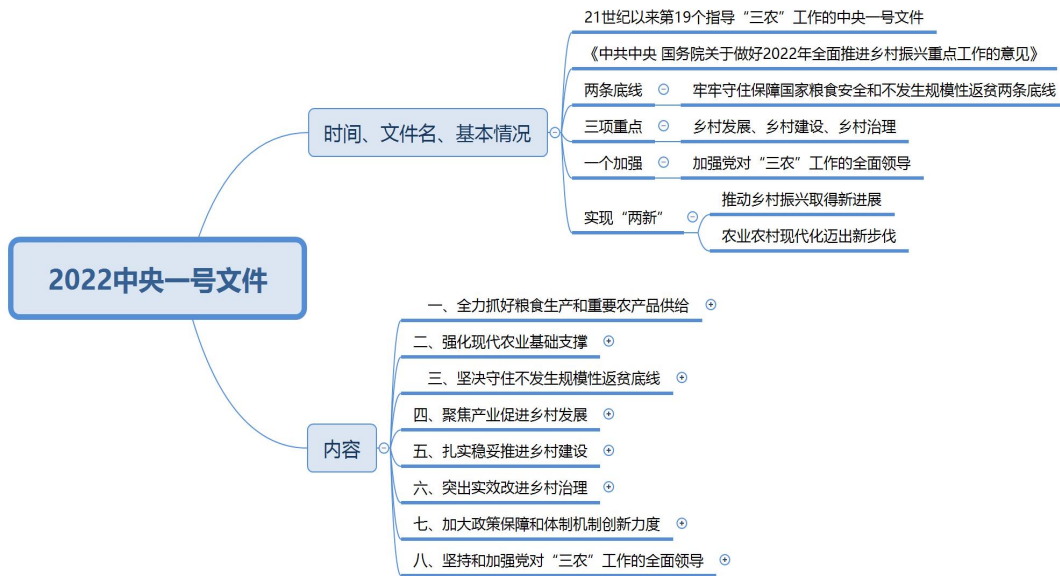 2022中央一号文件
时间、文件名、基本情况
21世纪以来第19个指导“三农”工作的中央一号文件
《中共中央 国务院关于做好2022年全面推进乡村振兴重点工作的意见》
两条底线
牢牢守住保障国家粮食安全和不发生规模性返贫两条底线
三项重点
乡村发展、乡村建设、乡村治理
一个加强
加强党对“三农”工作的全面领导
实现“两新”
推动乡村振兴取得新进展
农业农村现代化迈出新步伐
内容
一、全力抓好粮食生产和重要农产品供给
二、强化现代农业基础支撑
三、坚决守住不发生规模性返贫底线
四、聚焦产业促进乡村发展
五、扎实稳妥推进乡村建设
六、突出实效改进乡村治理
七、加大政策保障和体制机制创新力度
八、坚持和加强党对“三农”工作的全面领导